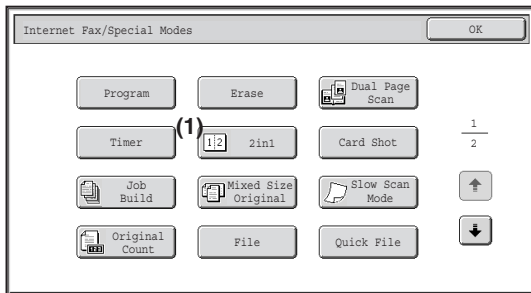 Internet Fax/Special Modes
OK
Program
Erase
Dual Page
Scan
Timer
(1)
1 2
2in1
Card Shot
1
2
Job
Build
Mixed Size
Original
Slow Scan
Mode
Original
Count
File
Quick File